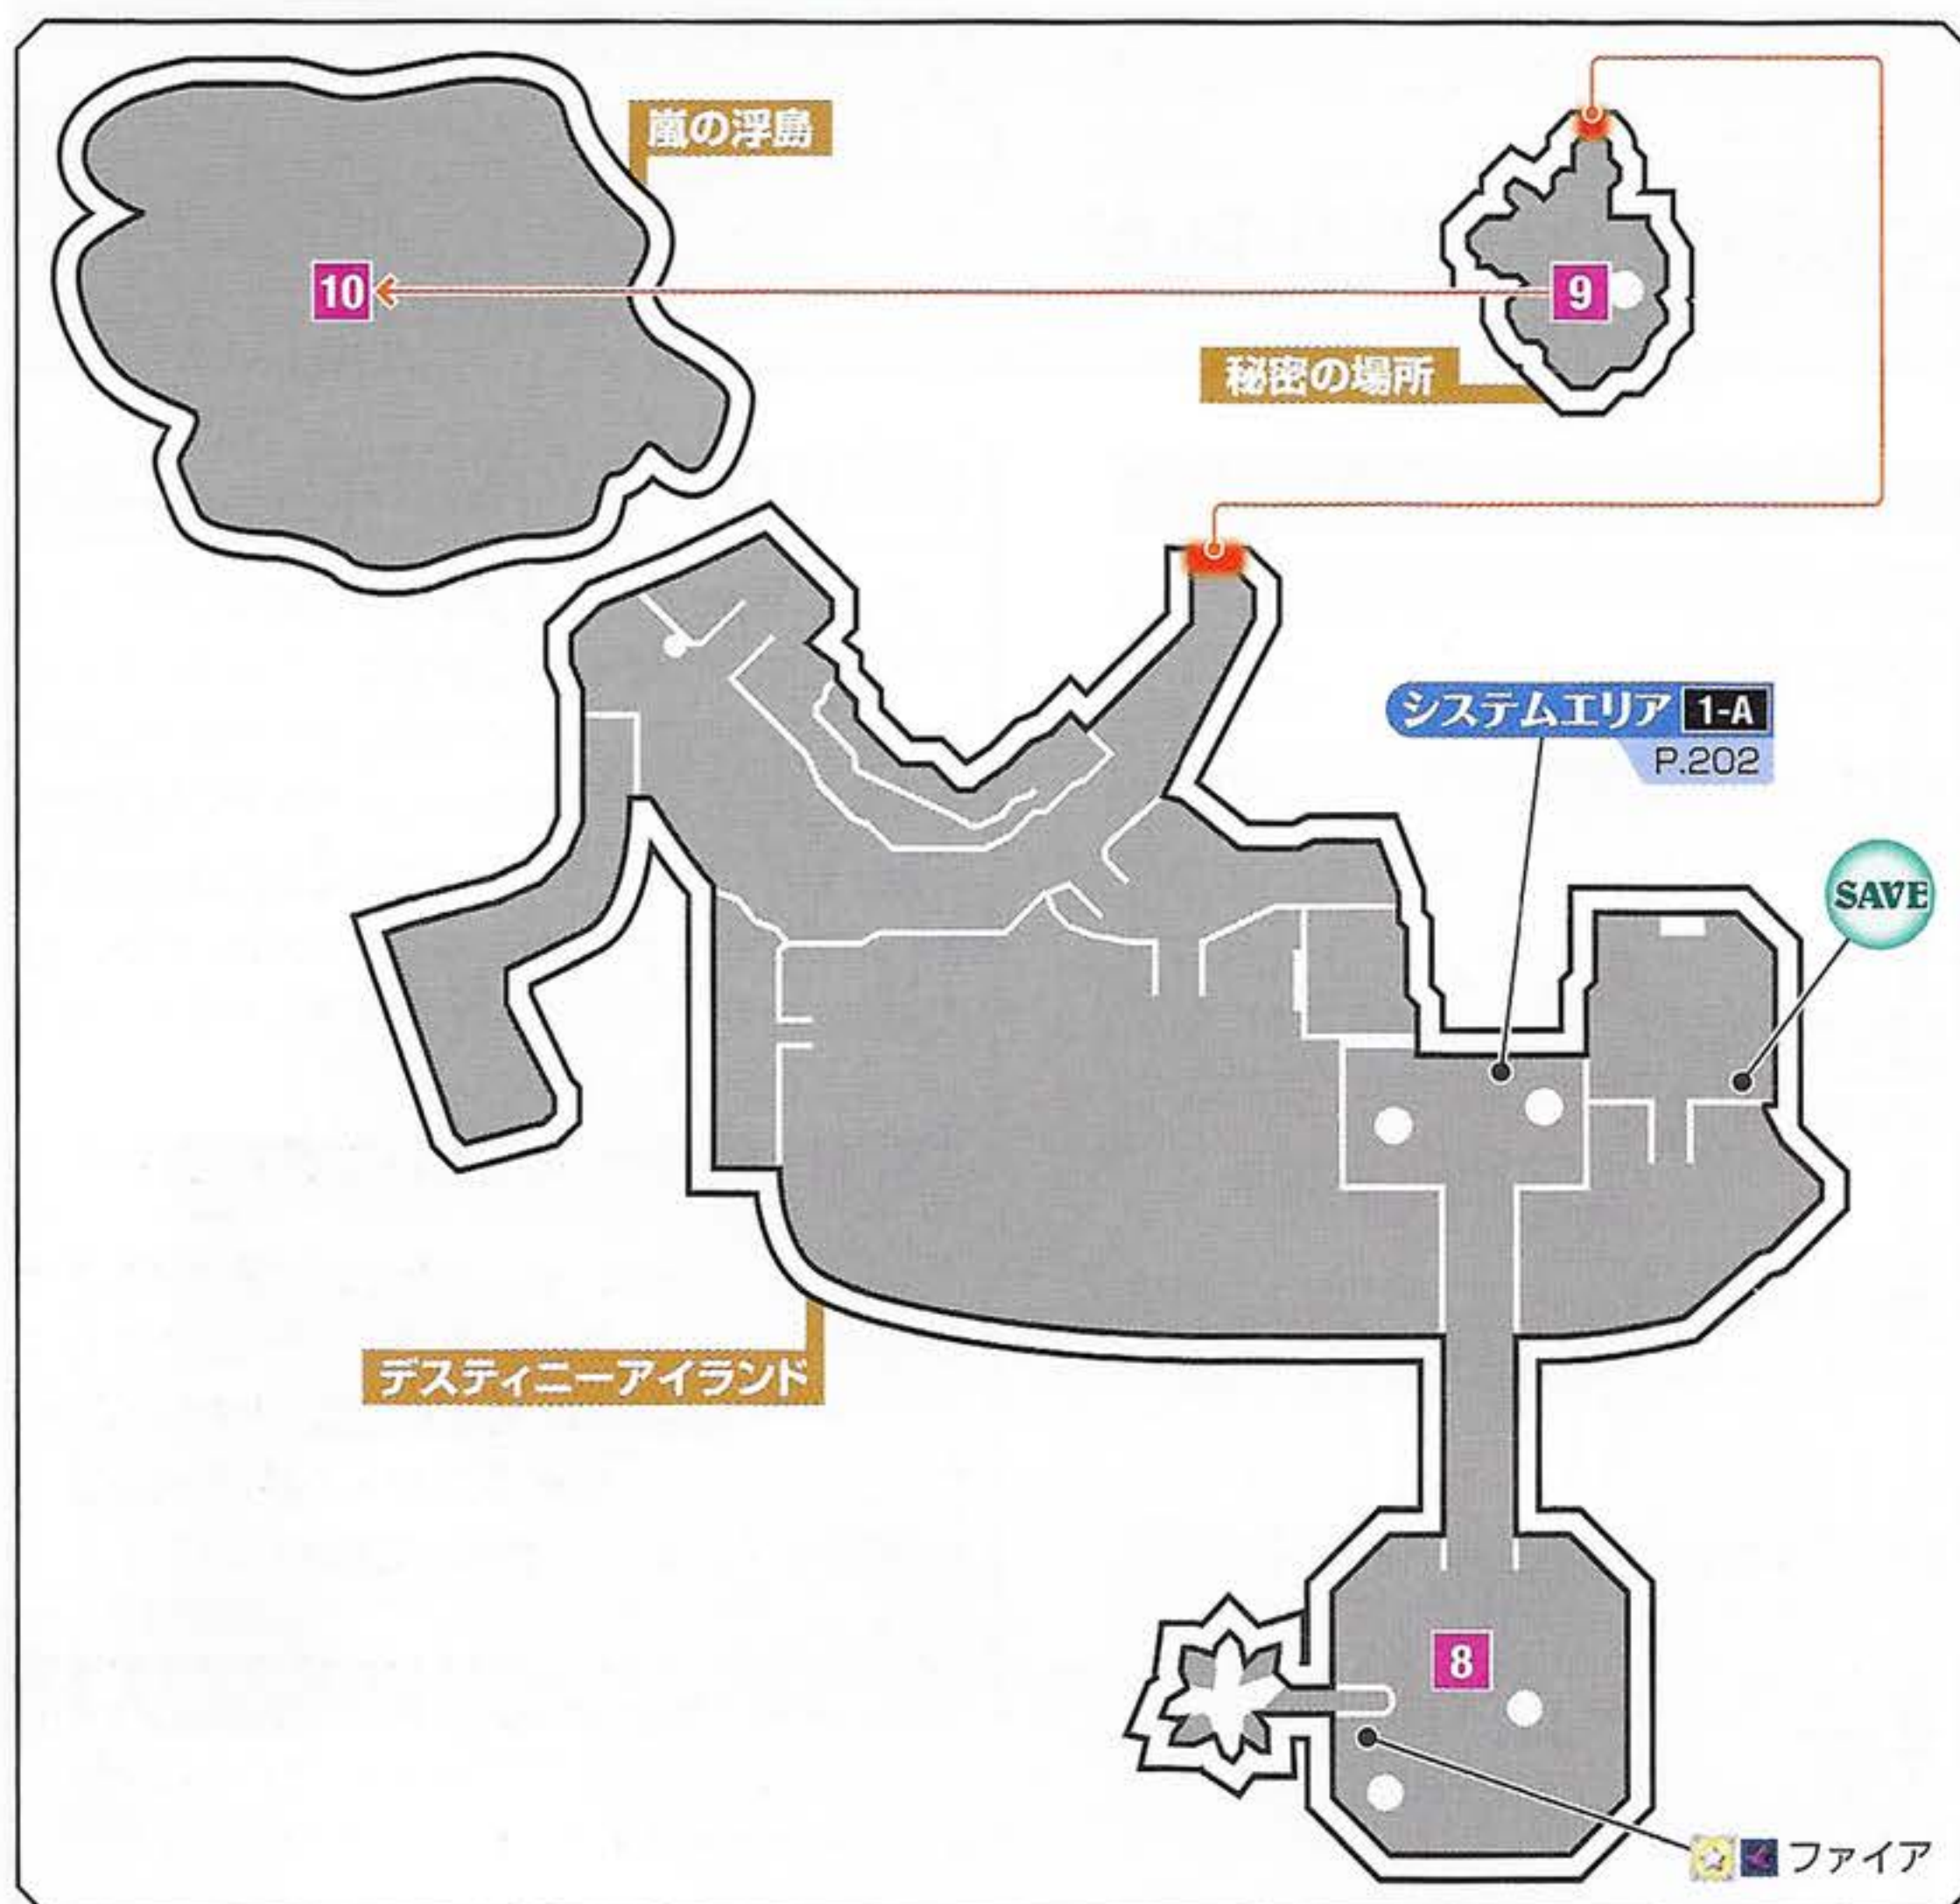 嵐の浮島
10
9
秘密の場所
システムエリア 1-A
P.202
SAVE
デスティニーアイランド
8
ファイア